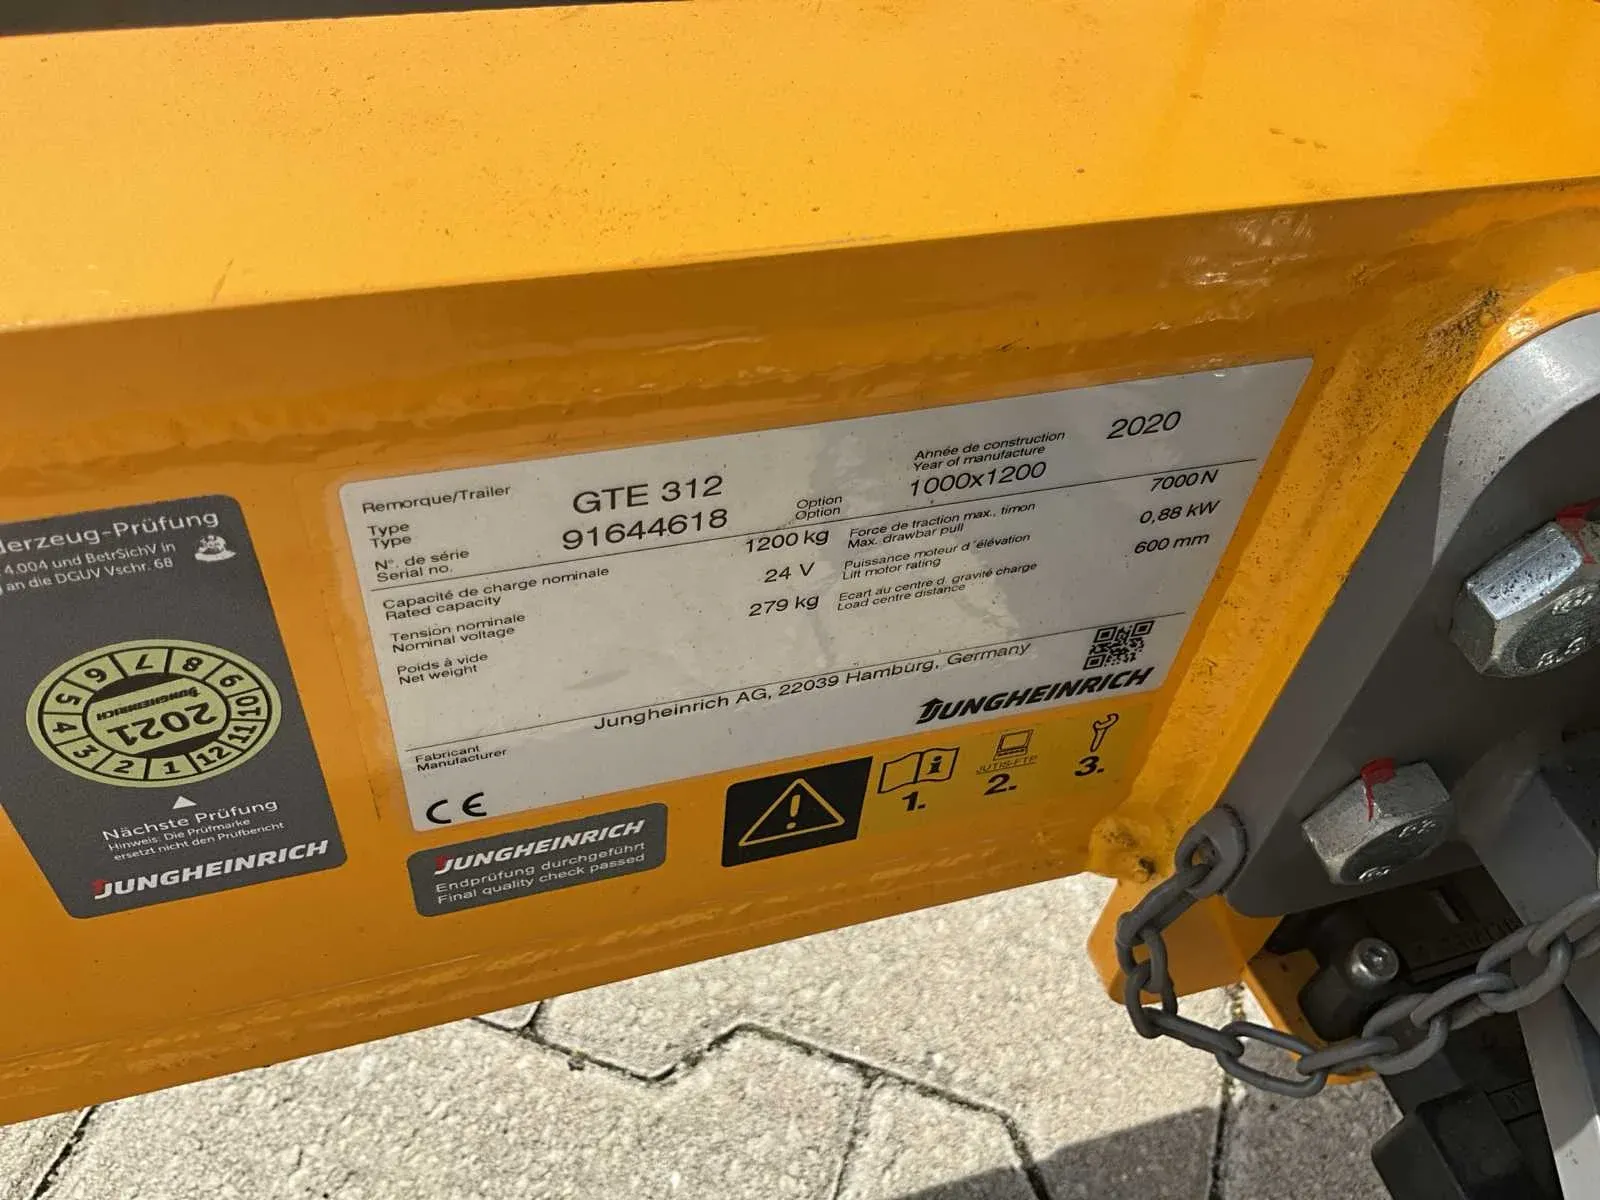 erzeug-Prüfung
4.004 und BetrSichV in
an die DGUV Vschr. 68
1 2 3 4 5 6 7 8 9 10 11 12
JUNGHEINRICH
2021
Nächste Prüfung
Hinweis: Die Prüfmarke
ersetzt nicht den Prüfbericht
JUNGHEINRICH
Remorque/Trailer
Type
Type
GTE 312
Année de construction
Year of manufacture
2020
N°. de série
Serial no.
91644618
Option
Option
1000x1200
Capacité de charge nominale
Rated capacity
1200 kg
Force de traction max., timon
Max. drawbar pull
7000 N
Tension nominale
Nominal voltage
24 V
Puissance moteur d´élévation
Lift motor rating
0,88 kW
Poids à vide
Net weight
279 kg
Ecart au centre d. gravité charge
Load centre distance
600 mm
Fabricant
Manufacturer
Jungheinrich AG, 22039 Hamburg, Germany
JUNGHEINRICH
CE
JUNGHEINRICH
Endprüfung durchgeführt
Final quality check passed
i
JUTIS-FTP
1. 2. 3.